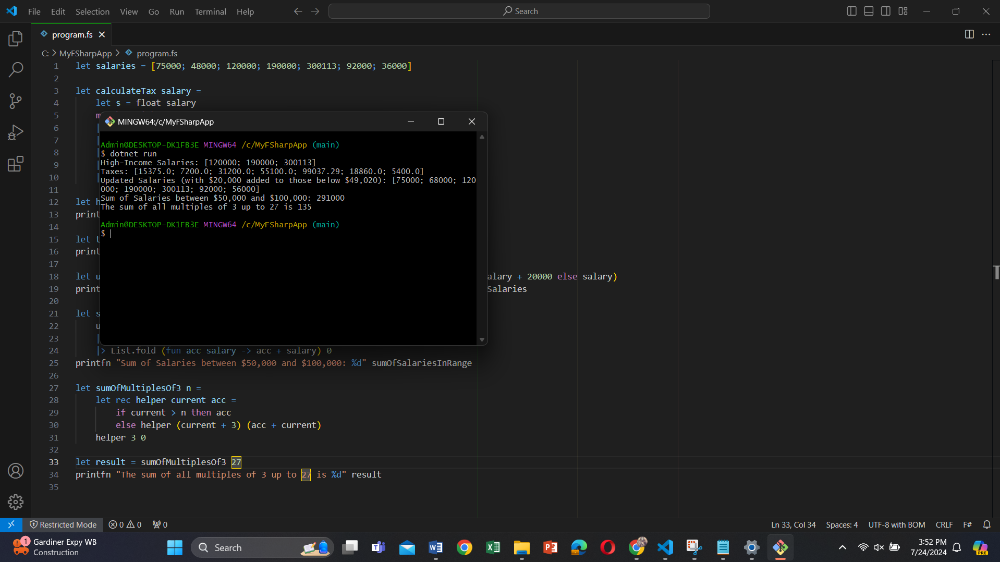 File Edit Selection View Go Run Terminal Help
Search
program.fs
C: > MyFSharpApp > program.fs
1 let salaries = [75000; 48000; 120000; 190000; 300113; 92000; 36000]
2
3 let calculateTax salary =
4 let s = float salary
5 m
6 |
7 |
8 |
9 |
10 |
11
12 let h
13 print
14
15 let t
16 print
17
18 let u alary + 20000 else salary)
19 print Salaries
20
21 let s
22 u
23 |
24 |> List.fold (fun acc salary -> acc + salary) 0
25 printfn "Sum of Salaries between $50,000 and $100,000: %d" sumOfSalariesInRange
26
27 let sumOfMultiplesOf3 n =
28 let rec helper current acc =
29 if current > n then acc
30 else helper (current + 3) (acc + current)
31 helper 3 0
32
33 let result = sumOfMultiplesOf3 27
34 printfn "The sum of all multiples of 3 up to 27 is %d" result
35
MINGW64:/c/MyFSharpApp
Admin@DESKTOP-DK1FB3E MINGW64 /c/MyFSharpApp (main)
$ dotnet run
High-Income Salaries: [120000; 190000; 300113]
Taxes: [15375.0; 7200.0; 31200.0; 55100.0; 99037.29; 18860.0; 5400.0]
Updated Salaries (with $20,000 added to those below $49,020): [75000; 68000; 120
000; 190000; 300113; 92000; 56000]
Sum of Salaries between $50,000 and $100,000: 291000
The sum of all multiples of 3 up to 27 is 135
Admin@DESKTOP-DK1FB3E MINGW64 /c/MyFSharpApp (main)
$
Restricted Mode 0 0 0
Ln 33, Col 34 Spaces: 4 UTF-8 with BOM CRLF F#
1 Gardiner Expy WB
Construction
Search
3:52 PM
7/24/2024
PRE